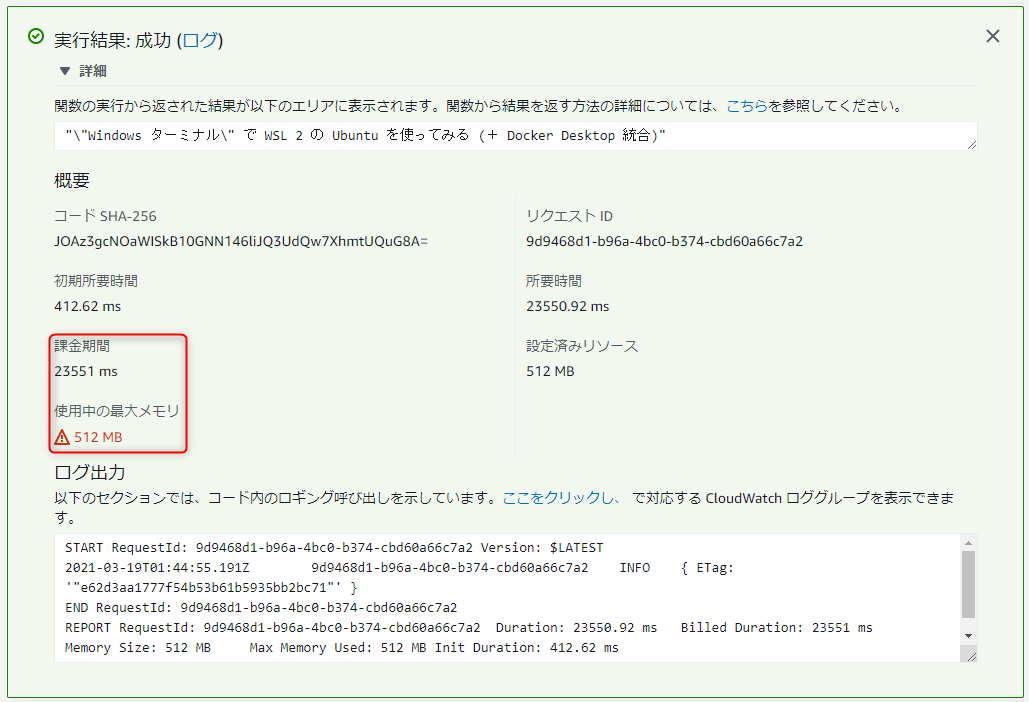 実行結果: 成功 (ログ)
▼ 詳細
関数の実行から返された結果が以下のエリアに表示されます。関数から結果を返す方法の詳細については、こちらを参照してください。
"\"Windows ターミナル\" で WSL 2 の Ubuntu を使ってみる (＋ Docker Desktop 統合)"
概要
コード SHA-256
JOAz3gcNOaWISkB10GNN146liJQ3UdQw7XhmtUQuG8A=
リクエスト ID
9d9468d1-b96a-4bc0-b374-cbd60a66c7a2
初期所要時間
412.62 ms
所要時間
23550.92 ms
課金期間
23551 ms
設定済みリソース
512 MB
使用中の最大メモリ
512 MB
ログ出力
以下のセクションでは、コード内のロギング呼び出しを示しています。ここをクリックし、 で対応する CloudWatch ロググループを表示できま
す。
START RequestId: 9d9468d1-b96a-4bc0-b374-cbd60a66c7a2 Version: $LATEST
2021-03-19T01:44:55.191Z 9d9468d1-b96a-4bc0-b374-cbd60a66c7a2 INFO { ETag:
'"e62d3aa1777f54b53b61b5935bb2bc71"' }
END RequestId: 9d9468d1-b96a-4bc0-b374-cbd60a66c7a2
REPORT RequestId: 9d9468d1-b96a-4bc0-b374-cbd60a66c7a2 Duration: 23550.92 ms Billed Duration: 23551 ms
Memory Size: 512 MB Max Memory Used: 512 MB Init Duration: 412.62 ms